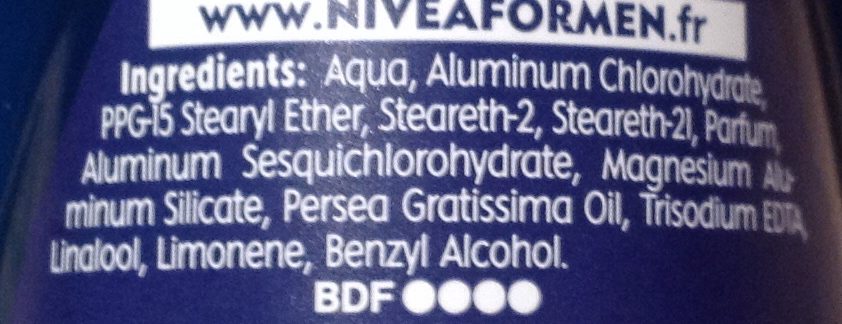 www.NIVEAFORMEN.fr
Ingredients: Aqua, Aluminum Chlorohydrate,
PPG-15 Stearyl Ether, Steareth-2, Steareth-21, Parfum,
Aluminum Sesquichlorohydrate, Magnesium Alu-
minum Silicate, Persea Gratissima Oil, Trisodium EDTA,
Linalool, Limonene, Benzyl Alcohol.
BDF●●●●